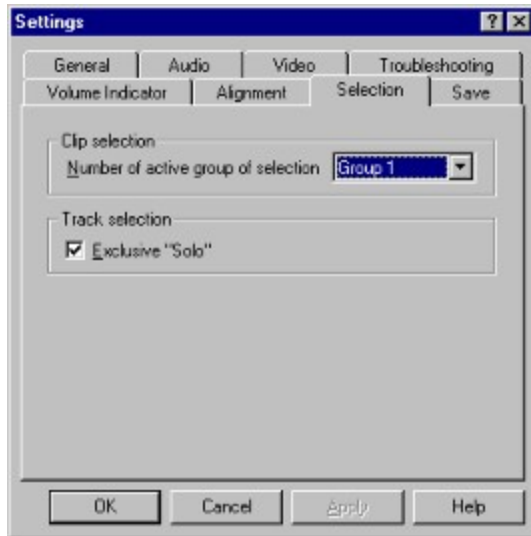 Settings
General Audio Video Troubleshooting
Volume Indicator Alignment Selection Save
Clip selection
Number of active group of selection Group 1
Track selection
Exclusive "Solo"
OK Cancel Apply Help